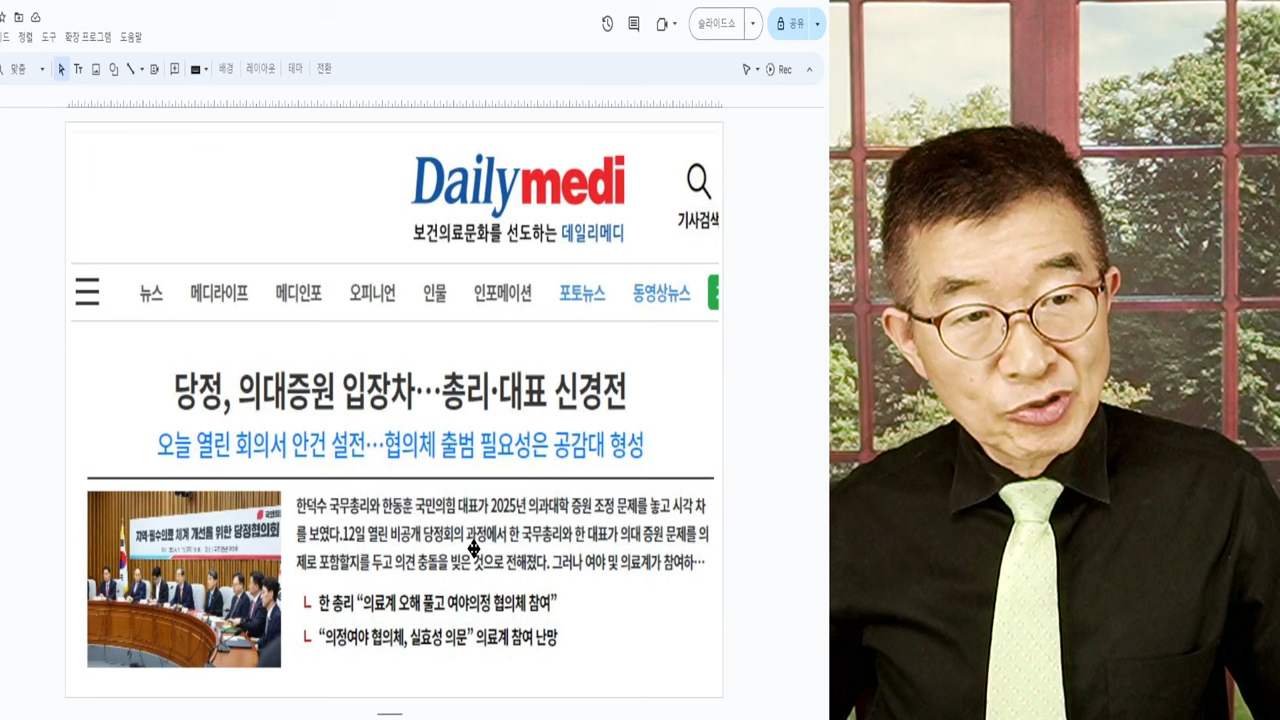 정렬 도구 확장 프로그램 도움말
슬라이드쇼
공유
맞춤
Tт
배경 레이아웃 테마 전환
Rec
Dailymedi
보건의료문화를 선도하는 데일리메디
기사검색
뉴스 메디라이프 메디인포 오피니언 인물 인포메이션 포토뉴스 동영상뉴스
당정, 의대증원 입장차…총리·대표 신경전
오늘 열린 회의서 안건 설전…협의체 출범 필요성은 공감대 형성
지역·필수의료 체계 개선을 위한 당정협의회
한덕수 국무총리와 한동훈 국민의힘 대표가 2025년 의과대학 증원 조정 문제를 놓고 시각 차
를 보였다.12일 열린 비공개 당정회의 과정에서 한 국무총리와 한 대표가 의대 증원 문제를 의
제로 포함할지를 두고 의견 충돌을 빚은 것으로 전해졌다. 그러나 여야 및 의료계가 참여하…
한 총리 “의료계 오해 풀고 여야의정 협의체 참여”
“의정여야 협의체, 실효성 의문” 의료계 참여 난망